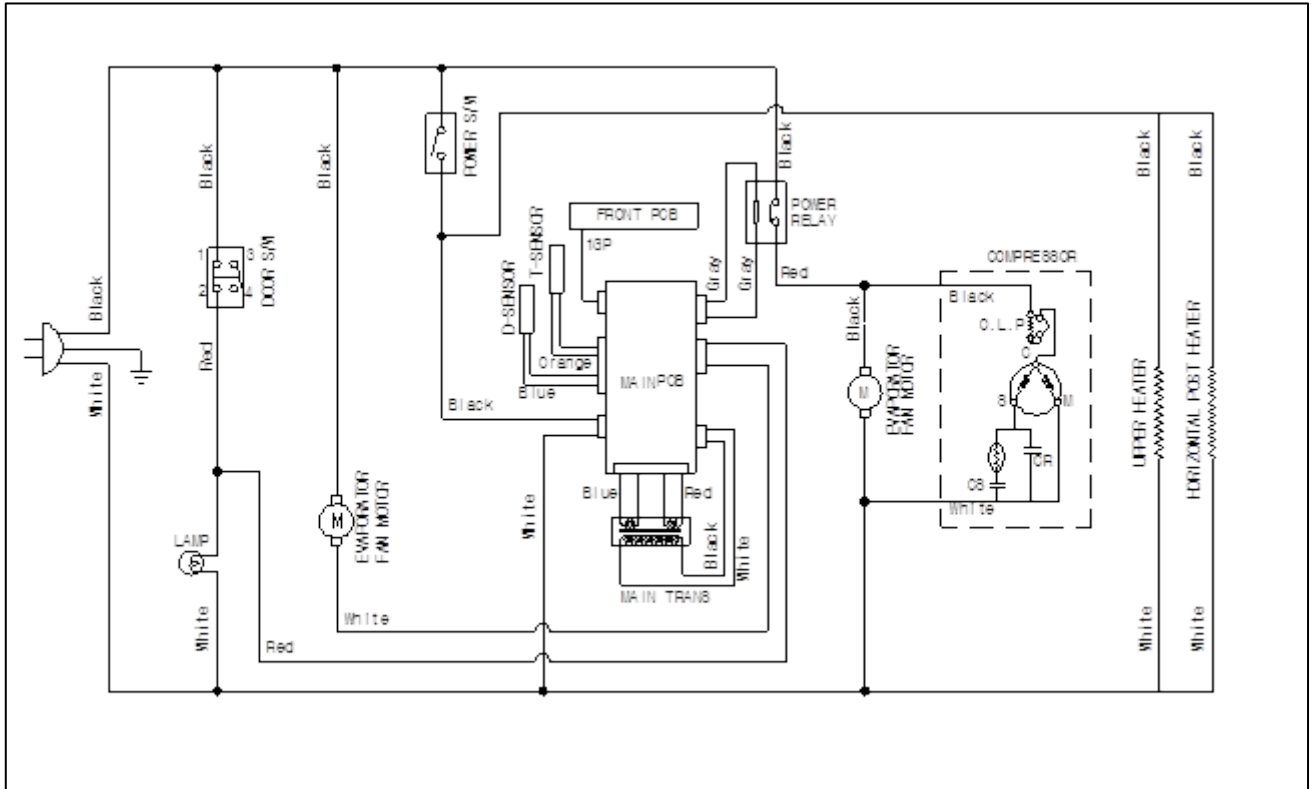 Black
Black
Black
POWER S/W
Black
Black
Black
1 3
2 4
DOOR S/W
FRONT PCB
13P
T-SENSOR
D-SENSOR
POWER
RELAY
Gray
Gray
Red
COMPRESSOR
Black
O.L.P
Black
Orange
Blue
MAIN PCB
Black
Red
White
C
S M
CR
CS
White
M
EVAPORATOR
FAN MOTOR
UPPER HEATER
HORIZONTAL POST HEATER
Blue
Red
Black
White
MAIN TRANS
White
M
EVAPORATOR
FAN MOTOR
LAMP
White
White
Red
White
White